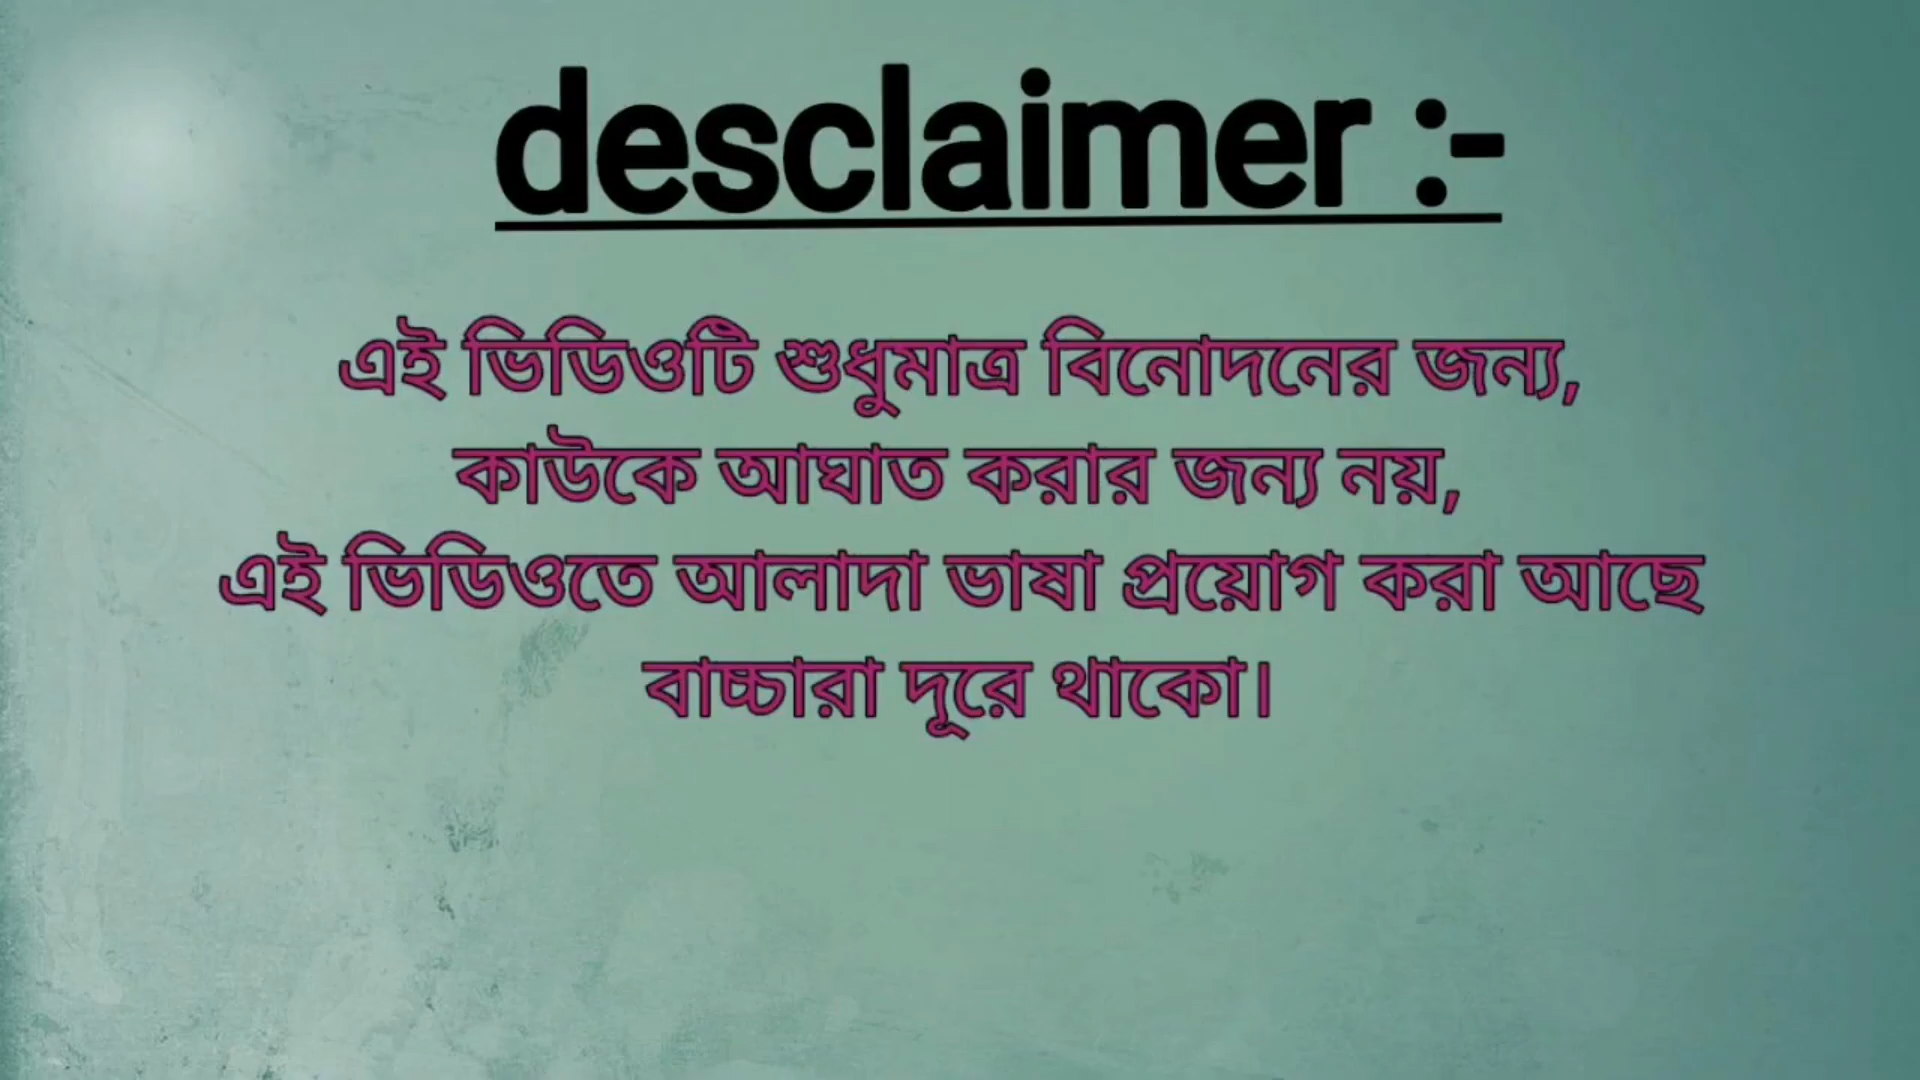 desclaimer :-
এই ভিডিওটি শুধুমাত্র বিনোদনের জন্য,
কাউকে আঘাত করার জন্য নয়,
এই ভিডিওতে আলাদা ভাষা প্রয়োগ করা আছে
বাচ্চারা দূরে থাকো।